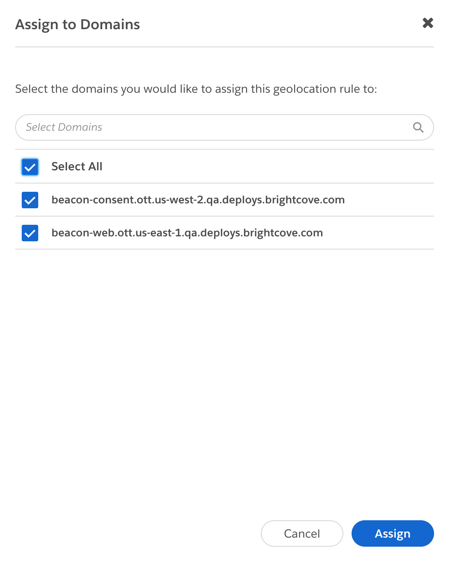 Assign to Domains
Select the domains you would like to assign this geolocation rule to:
Select Domains
Select All
beacon-consent.ott.us-west-2.qa.deploys.brightcove.com
beacon-web.ott.us-east-1.qa.deploys.brightcove.com
Cancel
Assign